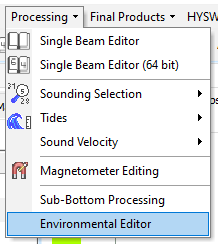 Processing Final Products HYSW
Single Beam Editor
Single Beam Editor (64 bit)
Sounding Selection
Tides
Sound Velocity
Magnetometer Editing
Sub-Bottom Processing
Environmental Editor